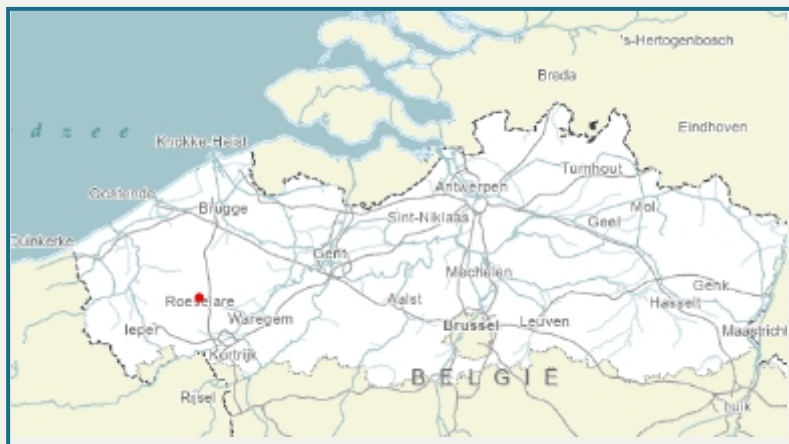 's-Hertogenbosch
Breda
Eindhoven
d z e e
Knokke-Heist
Turnhout
Antwerpen
Oostende
Brugge
Sint-Niklaas
Geel
Mol
Duinkerke
Gent
Mechelen
Genk
Roeselare
Aalst
Hasselt
Ieper
Waregem
Brussel
Leuven
Maastricht
Kortrijk
BELGIË
Rijsel
Luik